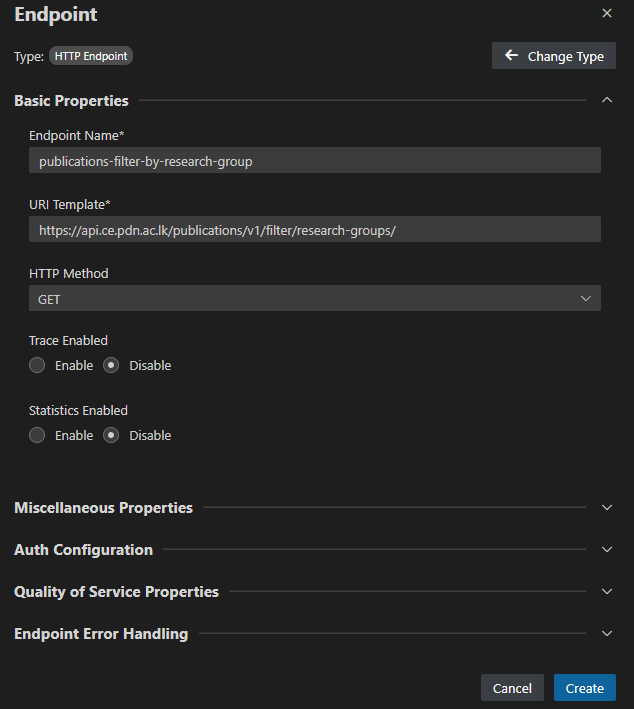 Endpoint
Type: HTTP Endpoint
Change Type
Basic Properties
Endpoint Name*
publications-filter-by-research-group
URI Template*
https://api.ce.pdn.ac.lk/publications/v1/filter/research-groups/
HTTP Method
GET
Trace Enabled
Enable Disable
Statistics Enabled
Enable Disable
Miscellaneous Properties
Auth Configuration
Quality of Service Properties
Endpoint Error Handling
Cancel Create